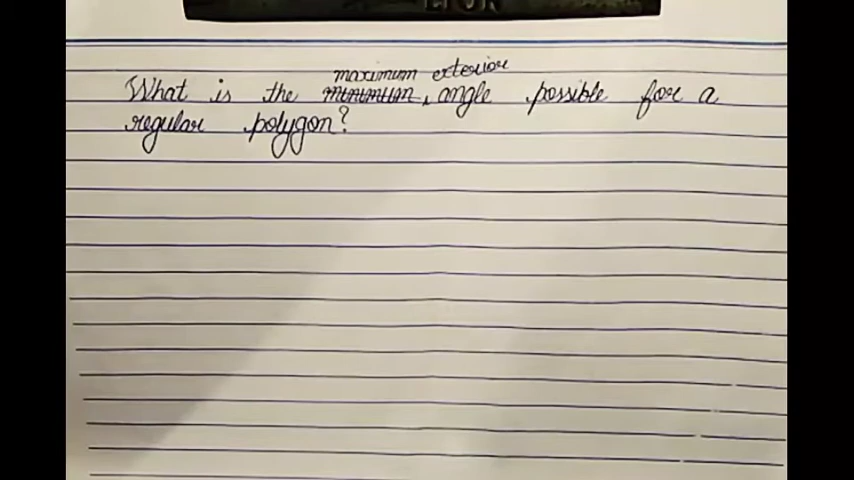 What is the maximum exterior angle possible for a
regular polygon?